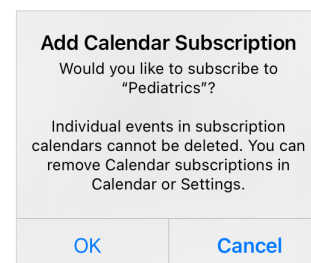 Add Calendar Subscription
Would you like to subscribe to
“Pediatrics”?
Individual events in subscription
calendars cannot be deleted. You can
remove Calendar subscriptions in
Calendar or Settings.
OK
Cancel